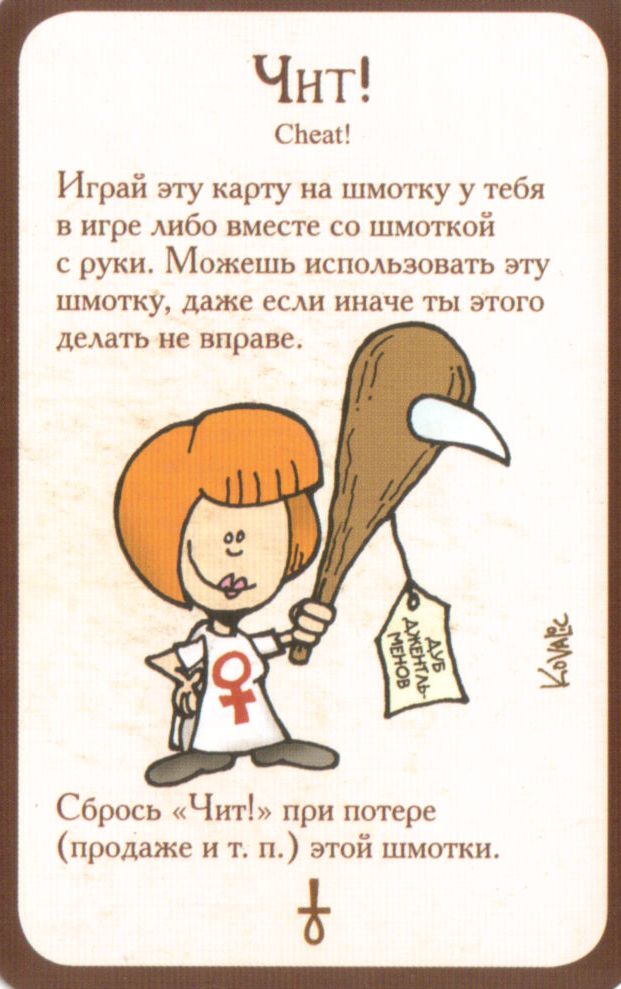 Чит!
Cheat!
Играй эту карту на шмотку у тебя
в игре либо вместе со шмоткой
с руки. Можешь использовать эту
шмотку, даже если иначе ты этого
делать не вправе.
ДУБ
ДЖЕНТЛЬ-
МЕНОВ
KOVALIC
Сбрось «Чит!» при потере
(продаже и т. п.) этой шмотки.